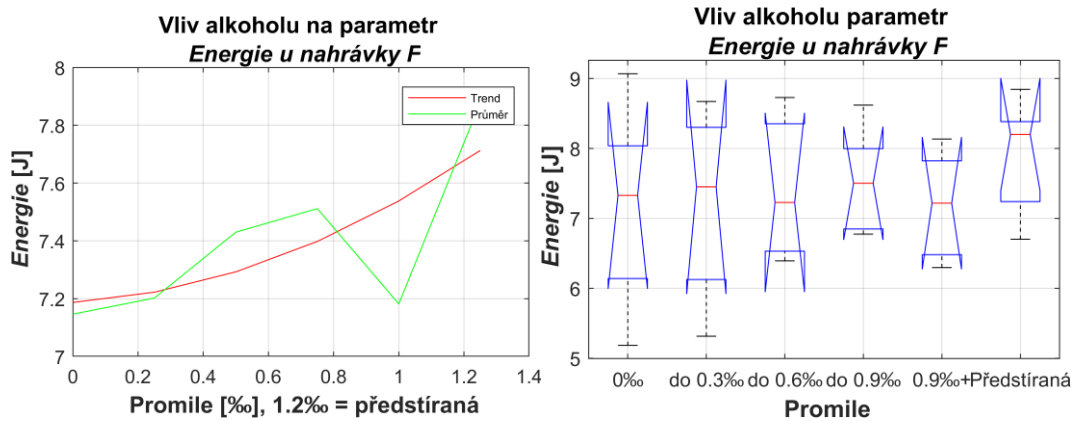 Vliv alkoholu na parametr
Energie u nahrávky F
8
7.8
7.6
7.4
7.2
7
Energie [J]
Trend
Průměr
0
0.2
0.4
0.6
0.8
1
1.2
1.4
Promile [‰], 1.2‰ = předstíraná
Vliv alkoholu parametr
Energie u nahrávky F
9
8
7
6
5
Energie [J]
0‰
do 0.3‰
do 0.6‰
do 0.9‰
0.9‰+
Předstíraná
Promile